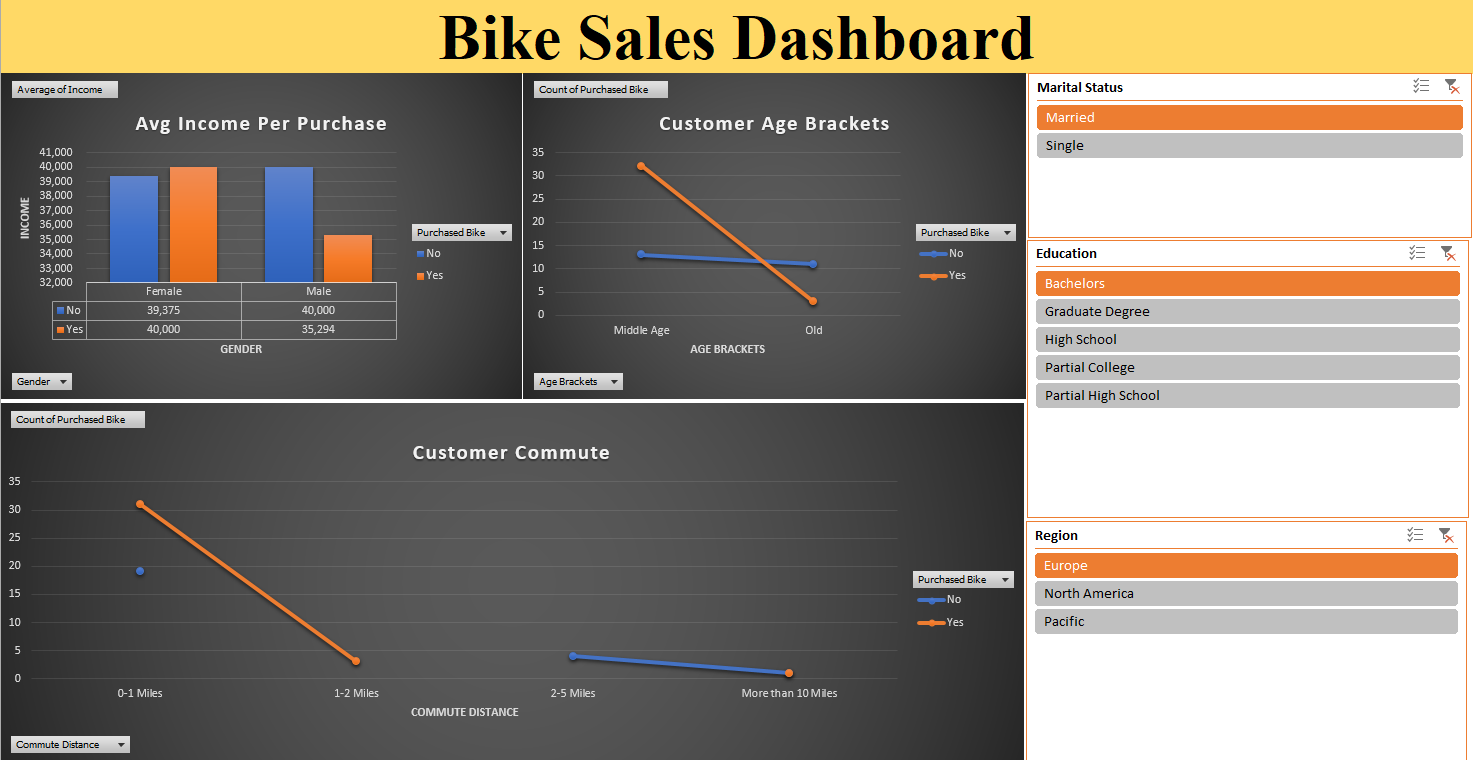 Bike Sales Dashboard
Average of Income
Avg Income Per Purchase
41,000
40,000
39,000
38,000
37,000
36,000
35,000
34,000
33,000
32,000
INCOME
Female Male
No 39,375 40,000
Yes 40,000 35,294
GENDER
Purchased Bike
No
Yes
Gender
Count of Purchased Bike
Customer Age Brackets
35
30
25
20
15
10
5
0
Middle Age Old
AGE BRACKETS
Purchased Bike
No
Yes
Age Brackets
Count of Purchased Bike
Customer Commute
35
30
25
20
15
10
5
0
0-1 Miles 1-2 Miles 2-5 Miles More than 10 Miles
COMMUTE DISTANCE
Purchased Bike
No
Yes
Commute Distance
Marital Status
Married
Single
Education
Bachelors
Graduate Degree
High School
Partial College
Partial High School
Region
Europe
North America
Pacific